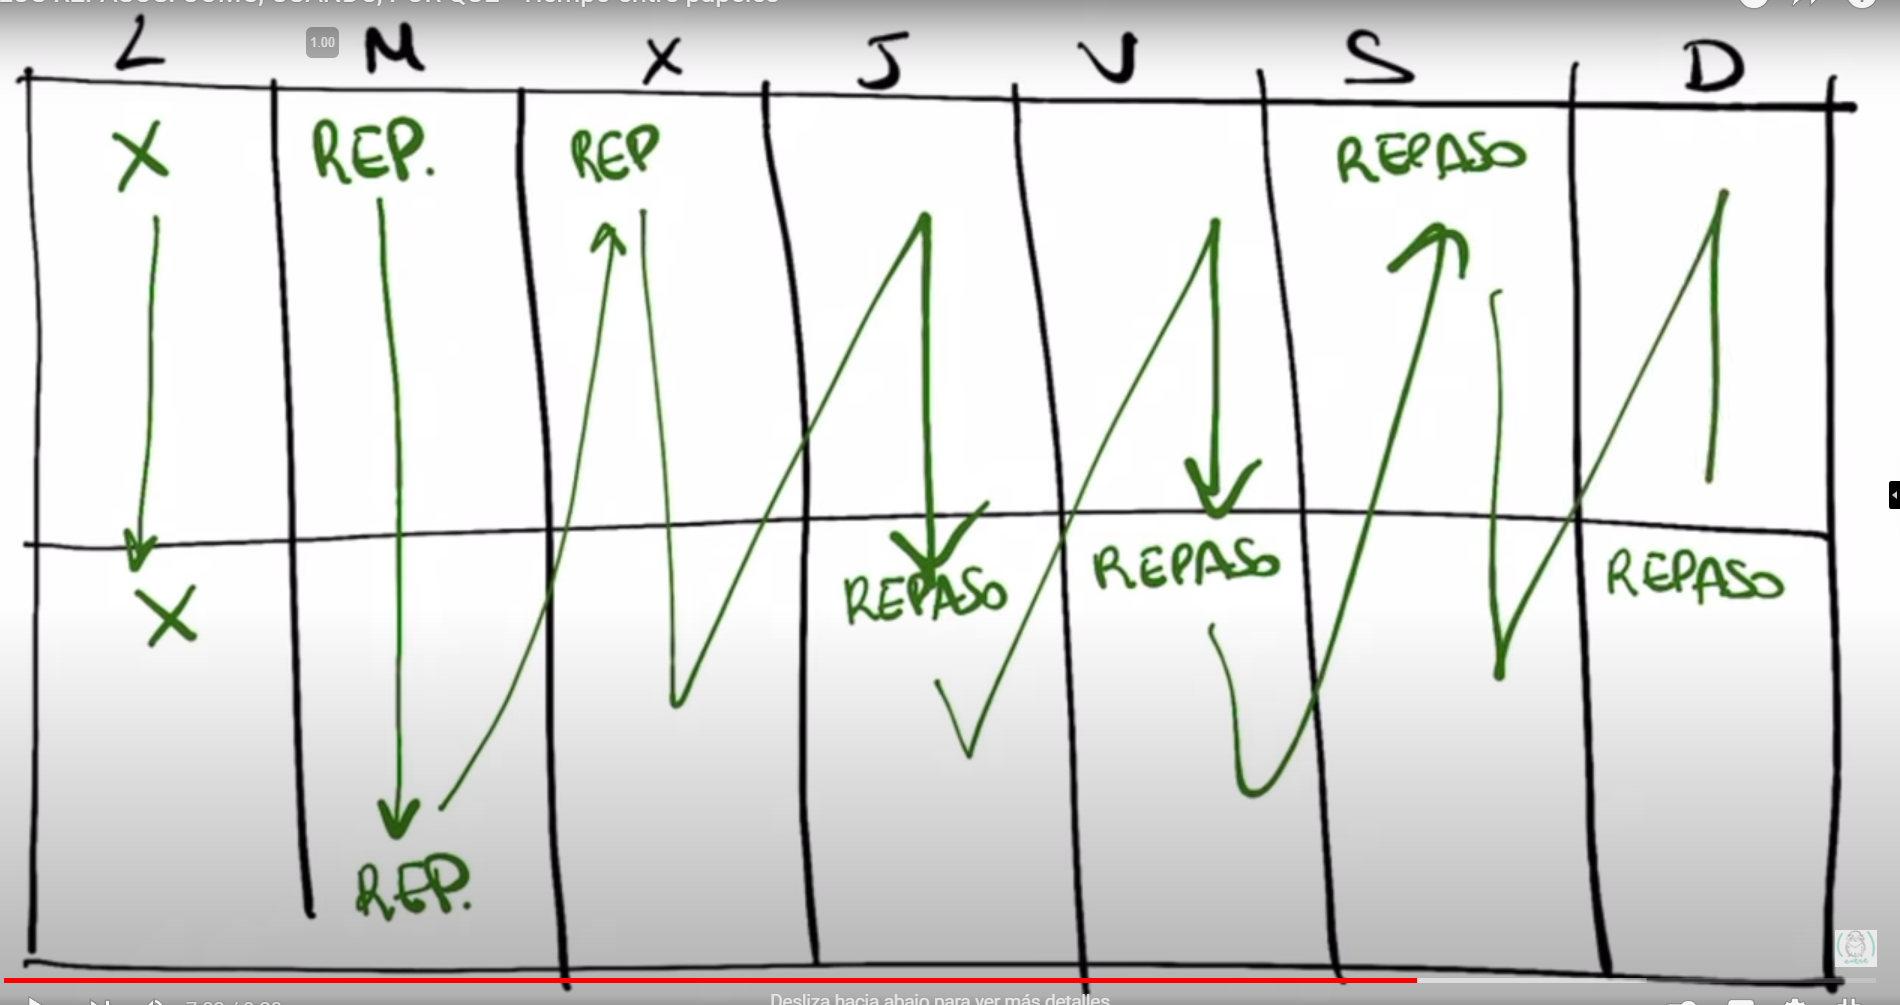 L M X J V S D
1.00
X REP. REP REPASO
X REPASO REPASO REPASO
REP.
Desliza hacia abajo para ver más detalles